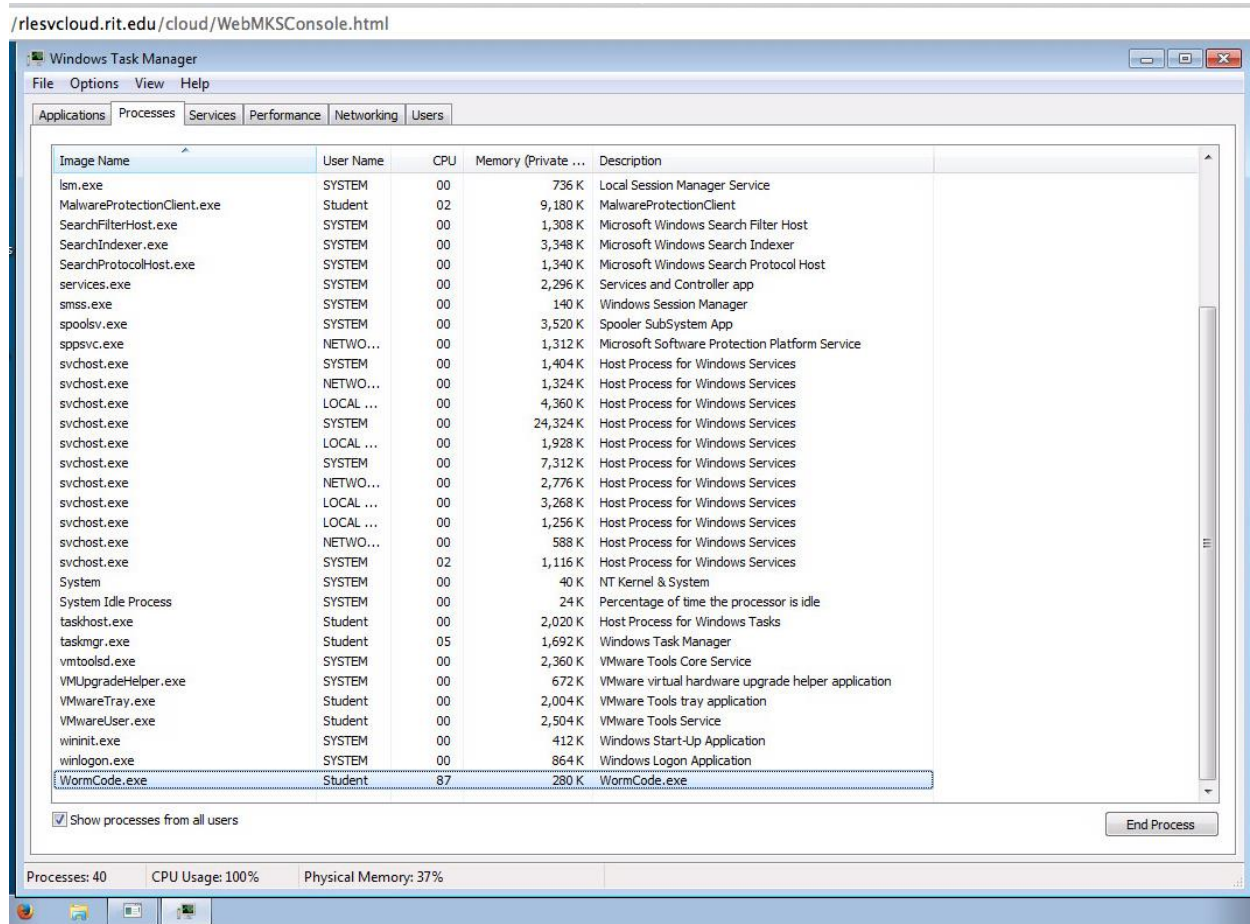 /rlesvcloud.rit.edu/cloud/WebMKSConsole.html
Windows Task Manager
File Options View Help
Applications Processes Services Performance Networking Users
Image Name User Name CPU Memory (Private ... Description
lsm.exe SYSTEM 00 736 K Local Session Manager Service
MalwareProtectionClient.exe Student 02 9,180 K MalwareProtectionClient
SearchFilterHost.exe SYSTEM 00 1,308 K Microsoft Windows Search Filter Host
SearchIndexer.exe SYSTEM 00 3,348 K Microsoft Windows Search Indexer
SearchProtocolHost.exe SYSTEM 00 1,340 K Microsoft Windows Search Protocol Host
services.exe SYSTEM 00 2,296 K Services and Controller app
smss.exe SYSTEM 00 140 K Windows Session Manager
spoolsv.exe SYSTEM 00 3,520 K Spooler SubSystem App
sppsvc.exe NETWO... 00 1,312 K Microsoft Software Protection Platform Service
svchost.exe SYSTEM 00 1,404 K Host Process for Windows Services
svchost.exe NETWO... 00 1,324 K Host Process for Windows Services
svchost.exe LOCAL ... 00 4,360 K Host Process for Windows Services
svchost.exe SYSTEM 00 24,324 K Host Process for Windows Services
svchost.exe LOCAL ... 00 1,928 K Host Process for Windows Services
svchost.exe SYSTEM 00 7,312 K Host Process for Windows Services
svchost.exe NETWO... 00 2,776 K Host Process for Windows Services
svchost.exe LOCAL ... 00 3,268 K Host Process for Windows Services
svchost.exe LOCAL ... 00 1,256 K Host Process for Windows Services
svchost.exe NETWO... 00 588 K Host Process for Windows Services
svchost.exe SYSTEM 02 1,116 K Host Process for Windows Services
System SYSTEM 00 40 K NT Kernel & System
System Idle Process SYSTEM 00 24 K Percentage of time the processor is idle
taskhost.exe Student 00 2,020 K Host Process for Windows Tasks
taskmgr.exe Student 05 1,692 K Windows Task Manager
vmtoolsd.exe SYSTEM 00 2,360 K VMware Tools Core Service
VMUpgradeHelper.exe SYSTEM 00 672 K VMware virtual hardware upgrade helper application
VMwareTray.exe Student 00 2,004 K VMware Tools tray application
VMwareUser.exe Student 00 2,504 K VMware Tools Service
wininit.exe SYSTEM 00 412 K Windows Start-Up Application
winlogon.exe SYSTEM 00 864 K Windows Logon Application
WormCode.exe Student 87 280 K WormCode.exe
Show processes from all users End Process
Processes: 40 CPU Usage: 100% Physical Memory: 37%